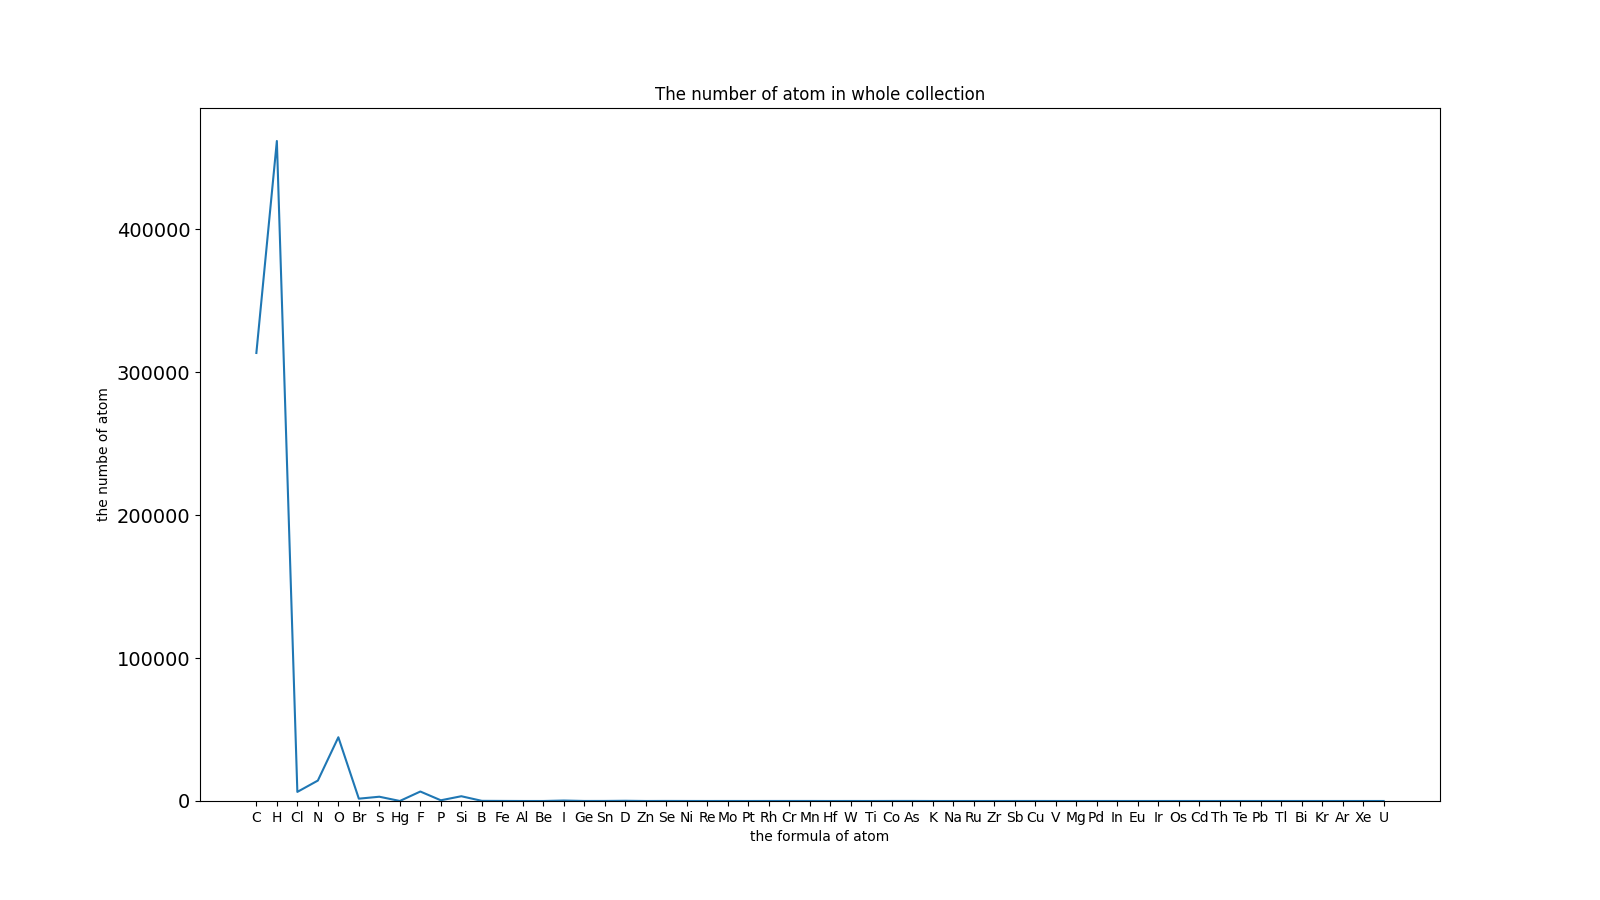 The number of atom in whole collection
the numbe of atom
400000
300000
200000
100000
0
C H Cl N O Br S Hg F P Si B Fe Al Be I Ge Sn D Zn Se Ni Re Mo Pt Rh Cr Mn Hf W Ti Co As K Na Ru Zr Sb Cu V Mg Pd In Eu Ir Os Cd Th Te Pb Tl Bi Kr Ar Xe U
the formula of atom